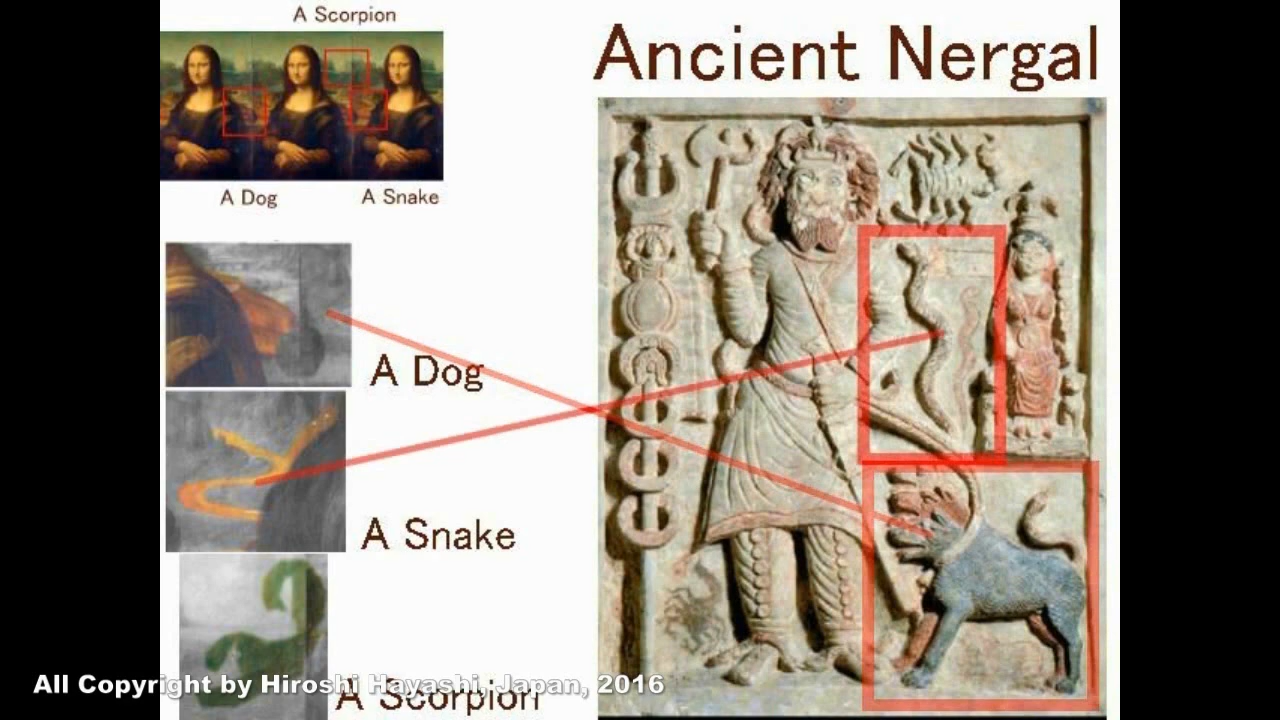 A Scorpion
Ancient Nergal
A Dog
A Snake
A Dog
A Snake
A Scorpion
All Copyright by Hiroshi Hayashi, Japan, 2016